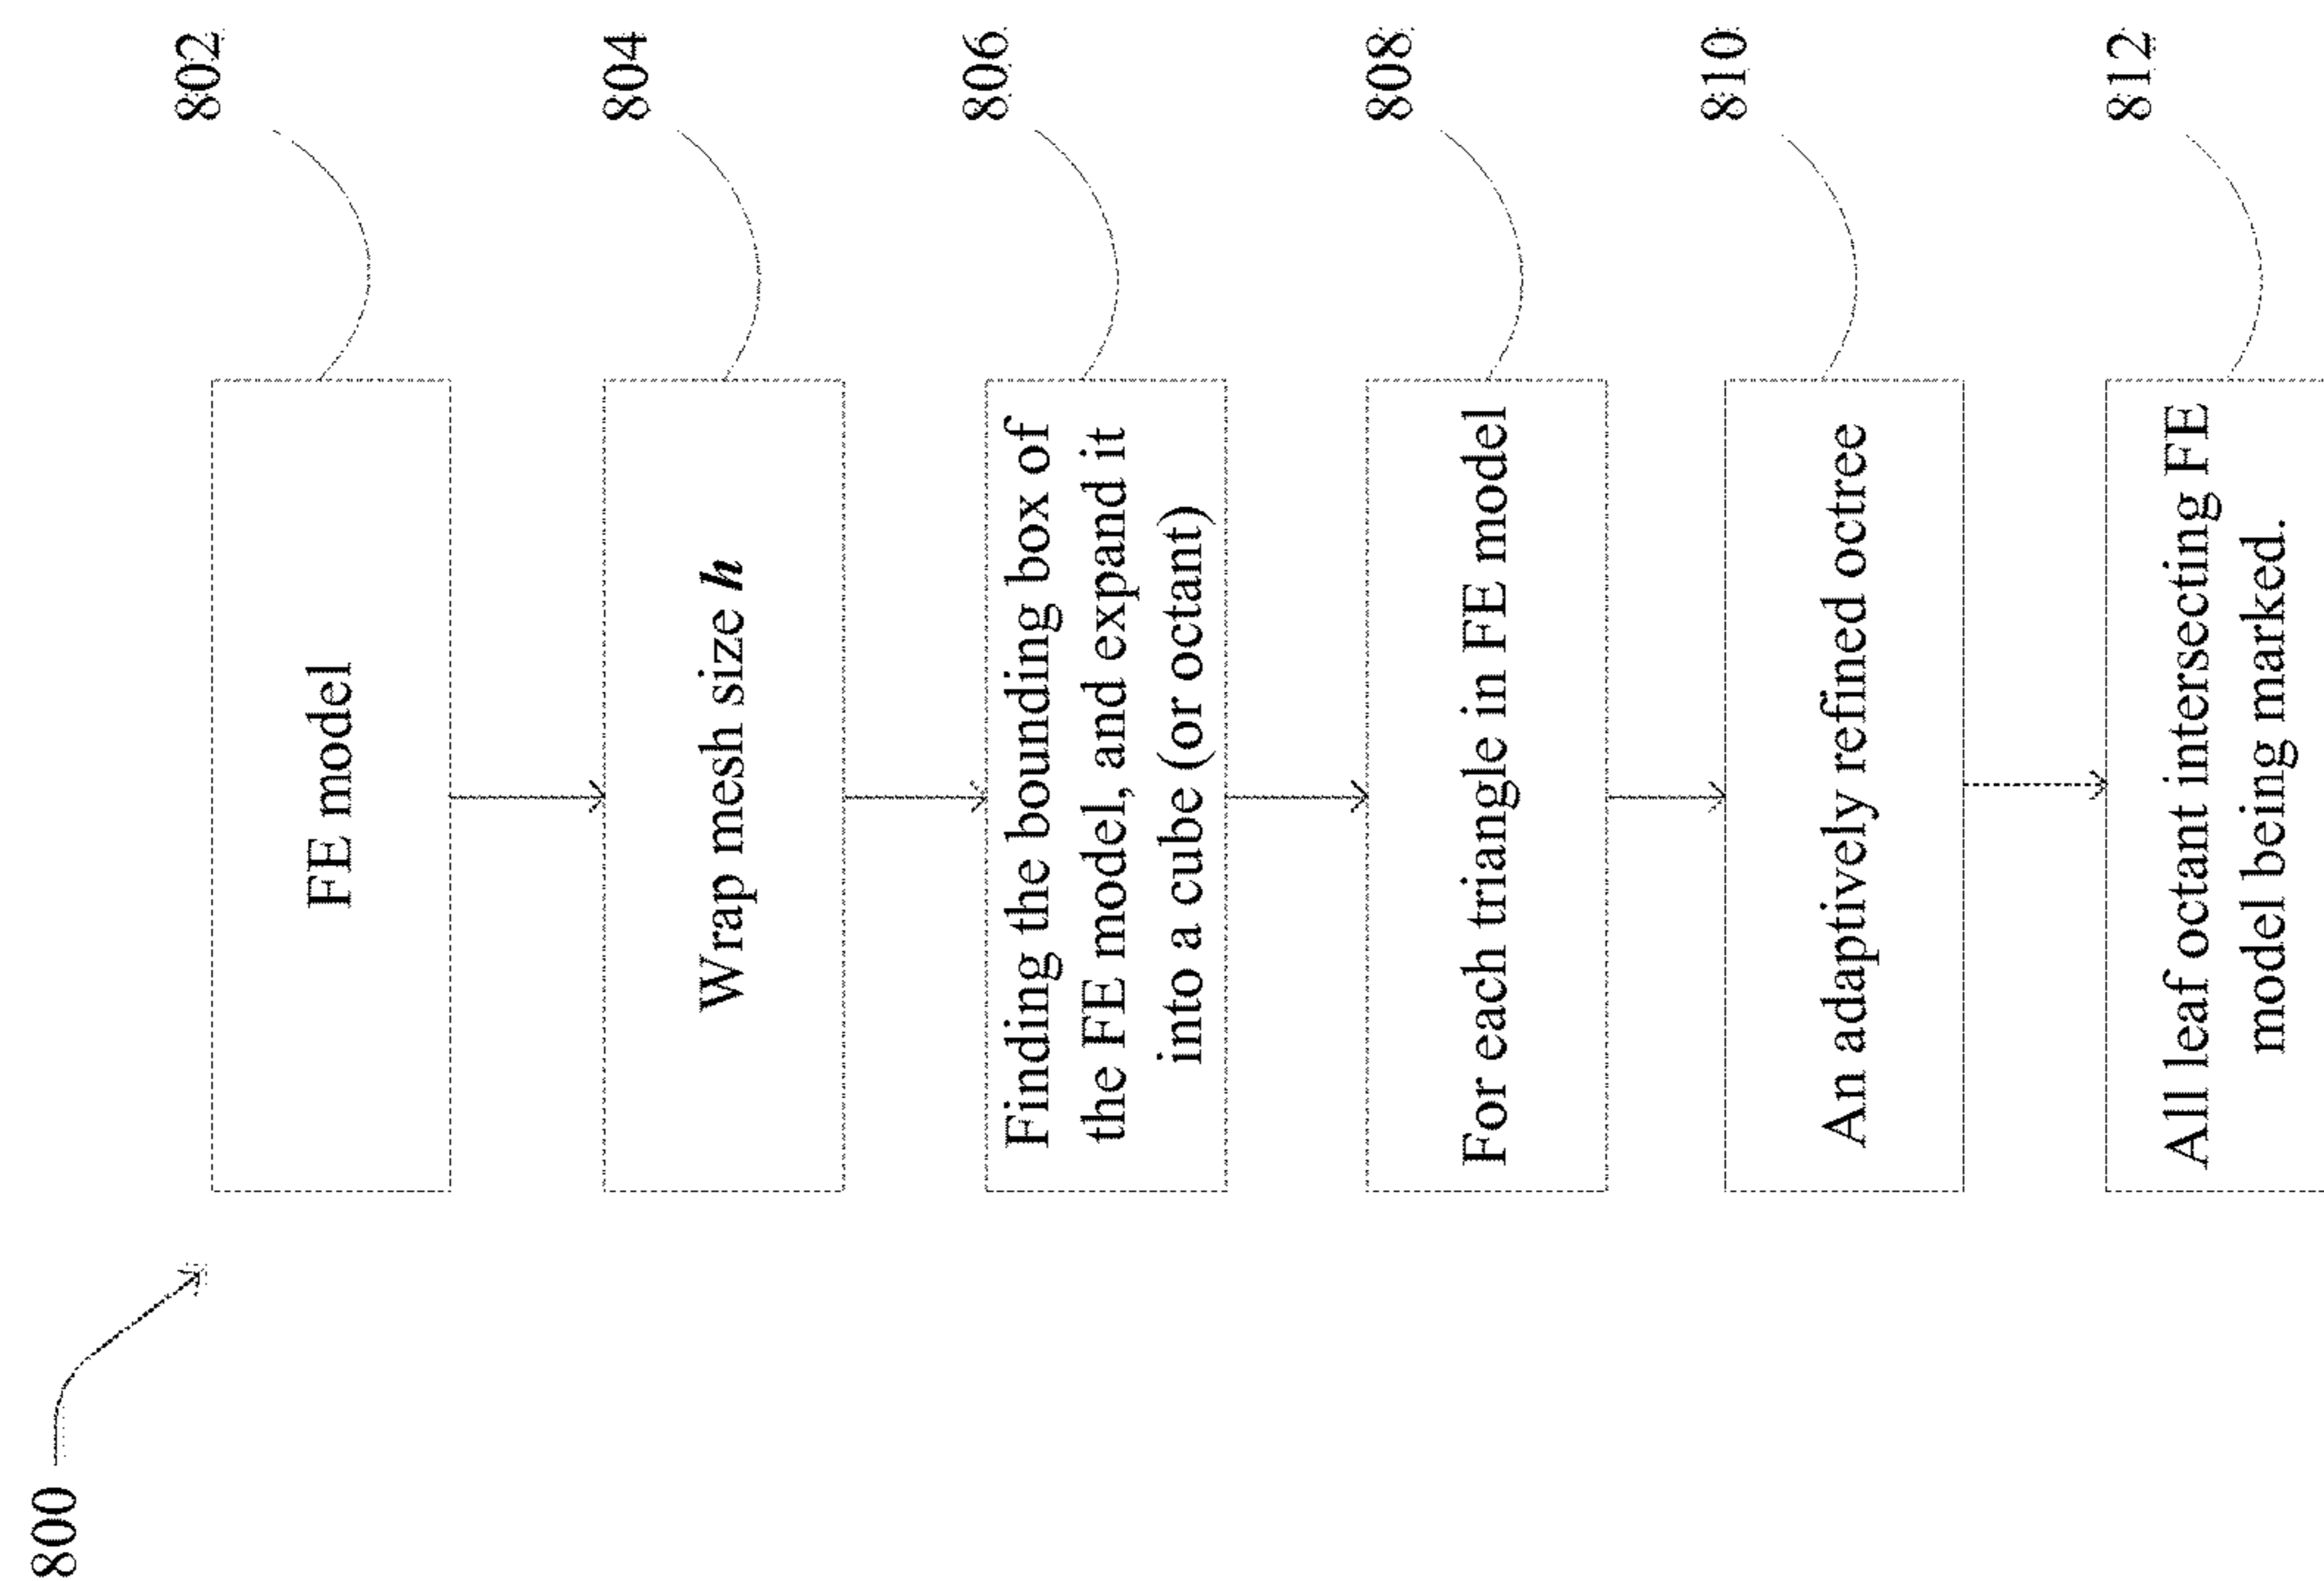 800
802
FE model
804
Wrap mesh size h
806
Finding the bounding box of
the FE model, and expand it
into a cube (or octant)
808
For each triangle in FE model
810
An adaptively refined octree
812
All leaf octant intersecting FE
model being marked.